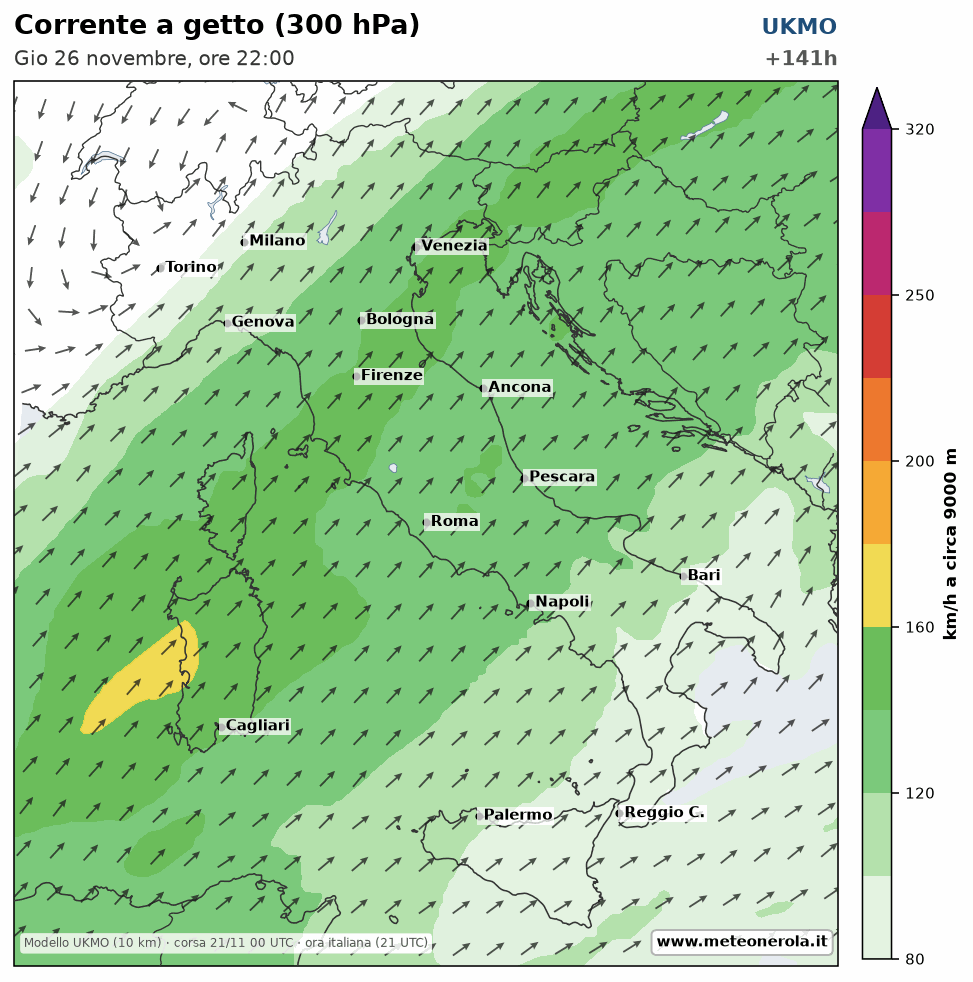 Corrente a getto (300 hPa)
UKMO
Gio 26 novembre, ore 22:00
+141h
320
Venezia
Milano
Torino
250
Bologna
Genova
Firenze
Ancona
200
Pescara
Roma
km/h a circa 9000 m
Bari
Napoli
160
Cagliari
120
Palermo
Reggio C.
Modello UKMO (10 km) · corsa 21/11 00 UTC · ora italiana (21 UTC)
www.meteonerola.it
80